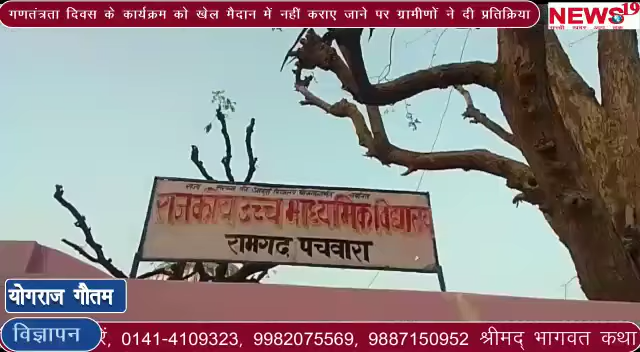 गणतंत्रता दिवस के कार्यक्रम को खेल मैदान में नहीं कराए जाने पर ग्रामीणों ने दी प्रतिक्रिया
NEWS19
राजकीय उच्च माध्यमिक विद्यालय
रामगढ पचवारा
योगराज गौतम
विज्ञापन रें, 0141-4109323, 9982075569, 9887150952 श्रीमद् भागवत कथा